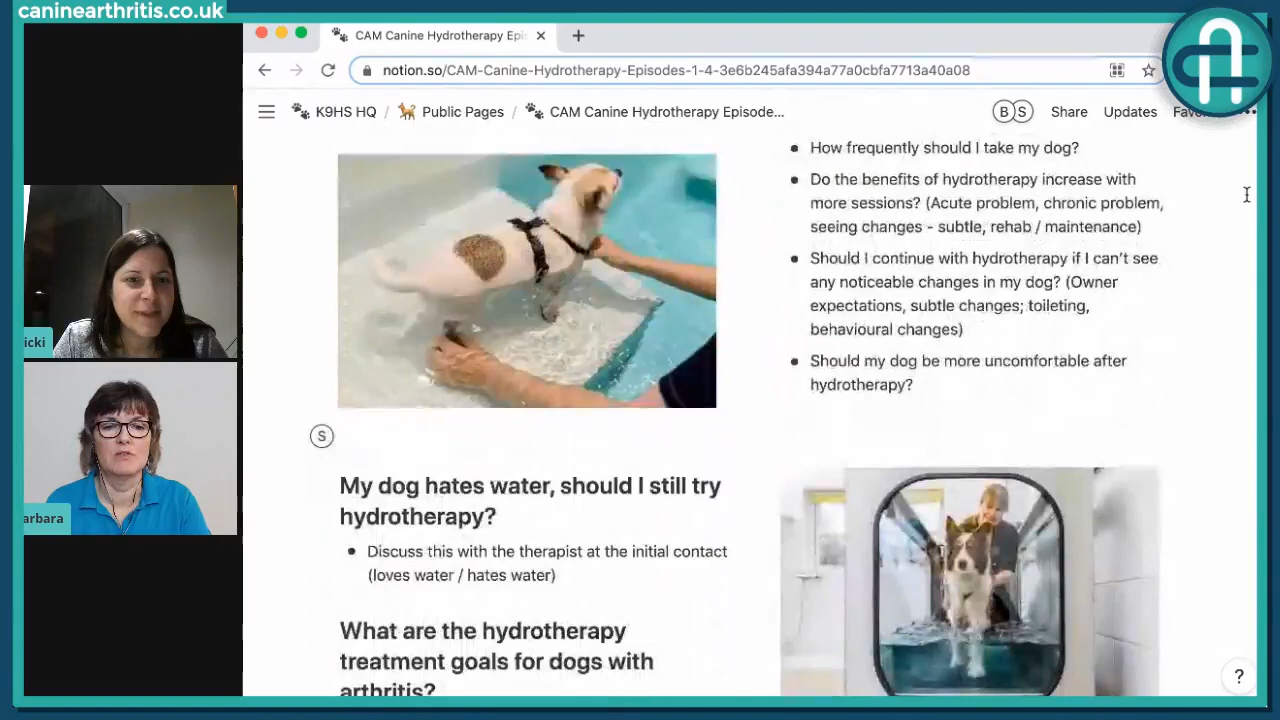 caninearthritis.co.uk
CAM Canine Hydrotherapy Epi
notion.so/CAM-Canine-Hydrotherapy-Episodes-1-4-3e6b245afa394a77a0cbfa7713a40a08
K9HS HQ / Public Pages / CAM Canine Hydrotherapy Episode...
B S Share Updates Favo
• How frequently should I take my dog?
• Do the benefits of hydrotherapy increase with
more sessions? (Acute problem, chronic problem,
seeing changes - subtle, rehab / maintenance)
• Should I continue with hydrotherapy if I can't see
any noticeable changes in my dog? (Owner
expectations, subtle changes; toileting,
behavioural changes)
• Should my dog be more uncomfortable after
hydrotherapy?
S
My dog hates water, should I still try
hydrotherapy?
• Discuss this with the therapist at the initial contact
(loves water / hates water)
What are the hydrotherapy
treatment goals for dogs with
arthritis?
icki
arbara
?